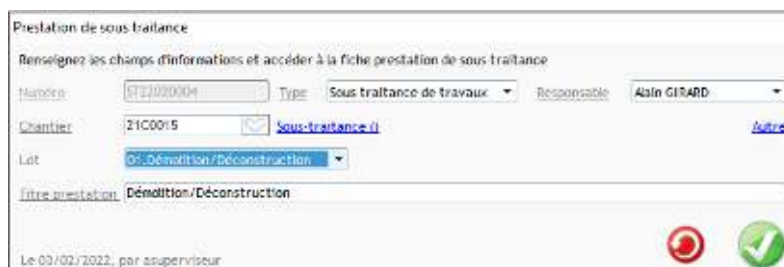 Prestation de sous traitance
Renseignez les champs d'informations et accéder à la fiche prestation de sous traitance
Numéro ST22020004 Type Sous traitance de travaux Responsable Alain GIRARD
Chantier 21C0015 Sous-traitance () Autre
Lot 01.Démolition/Déconstruction
Titre prestation Démolition/Déconstruction
Le 03/02/2022, par asuperviseur